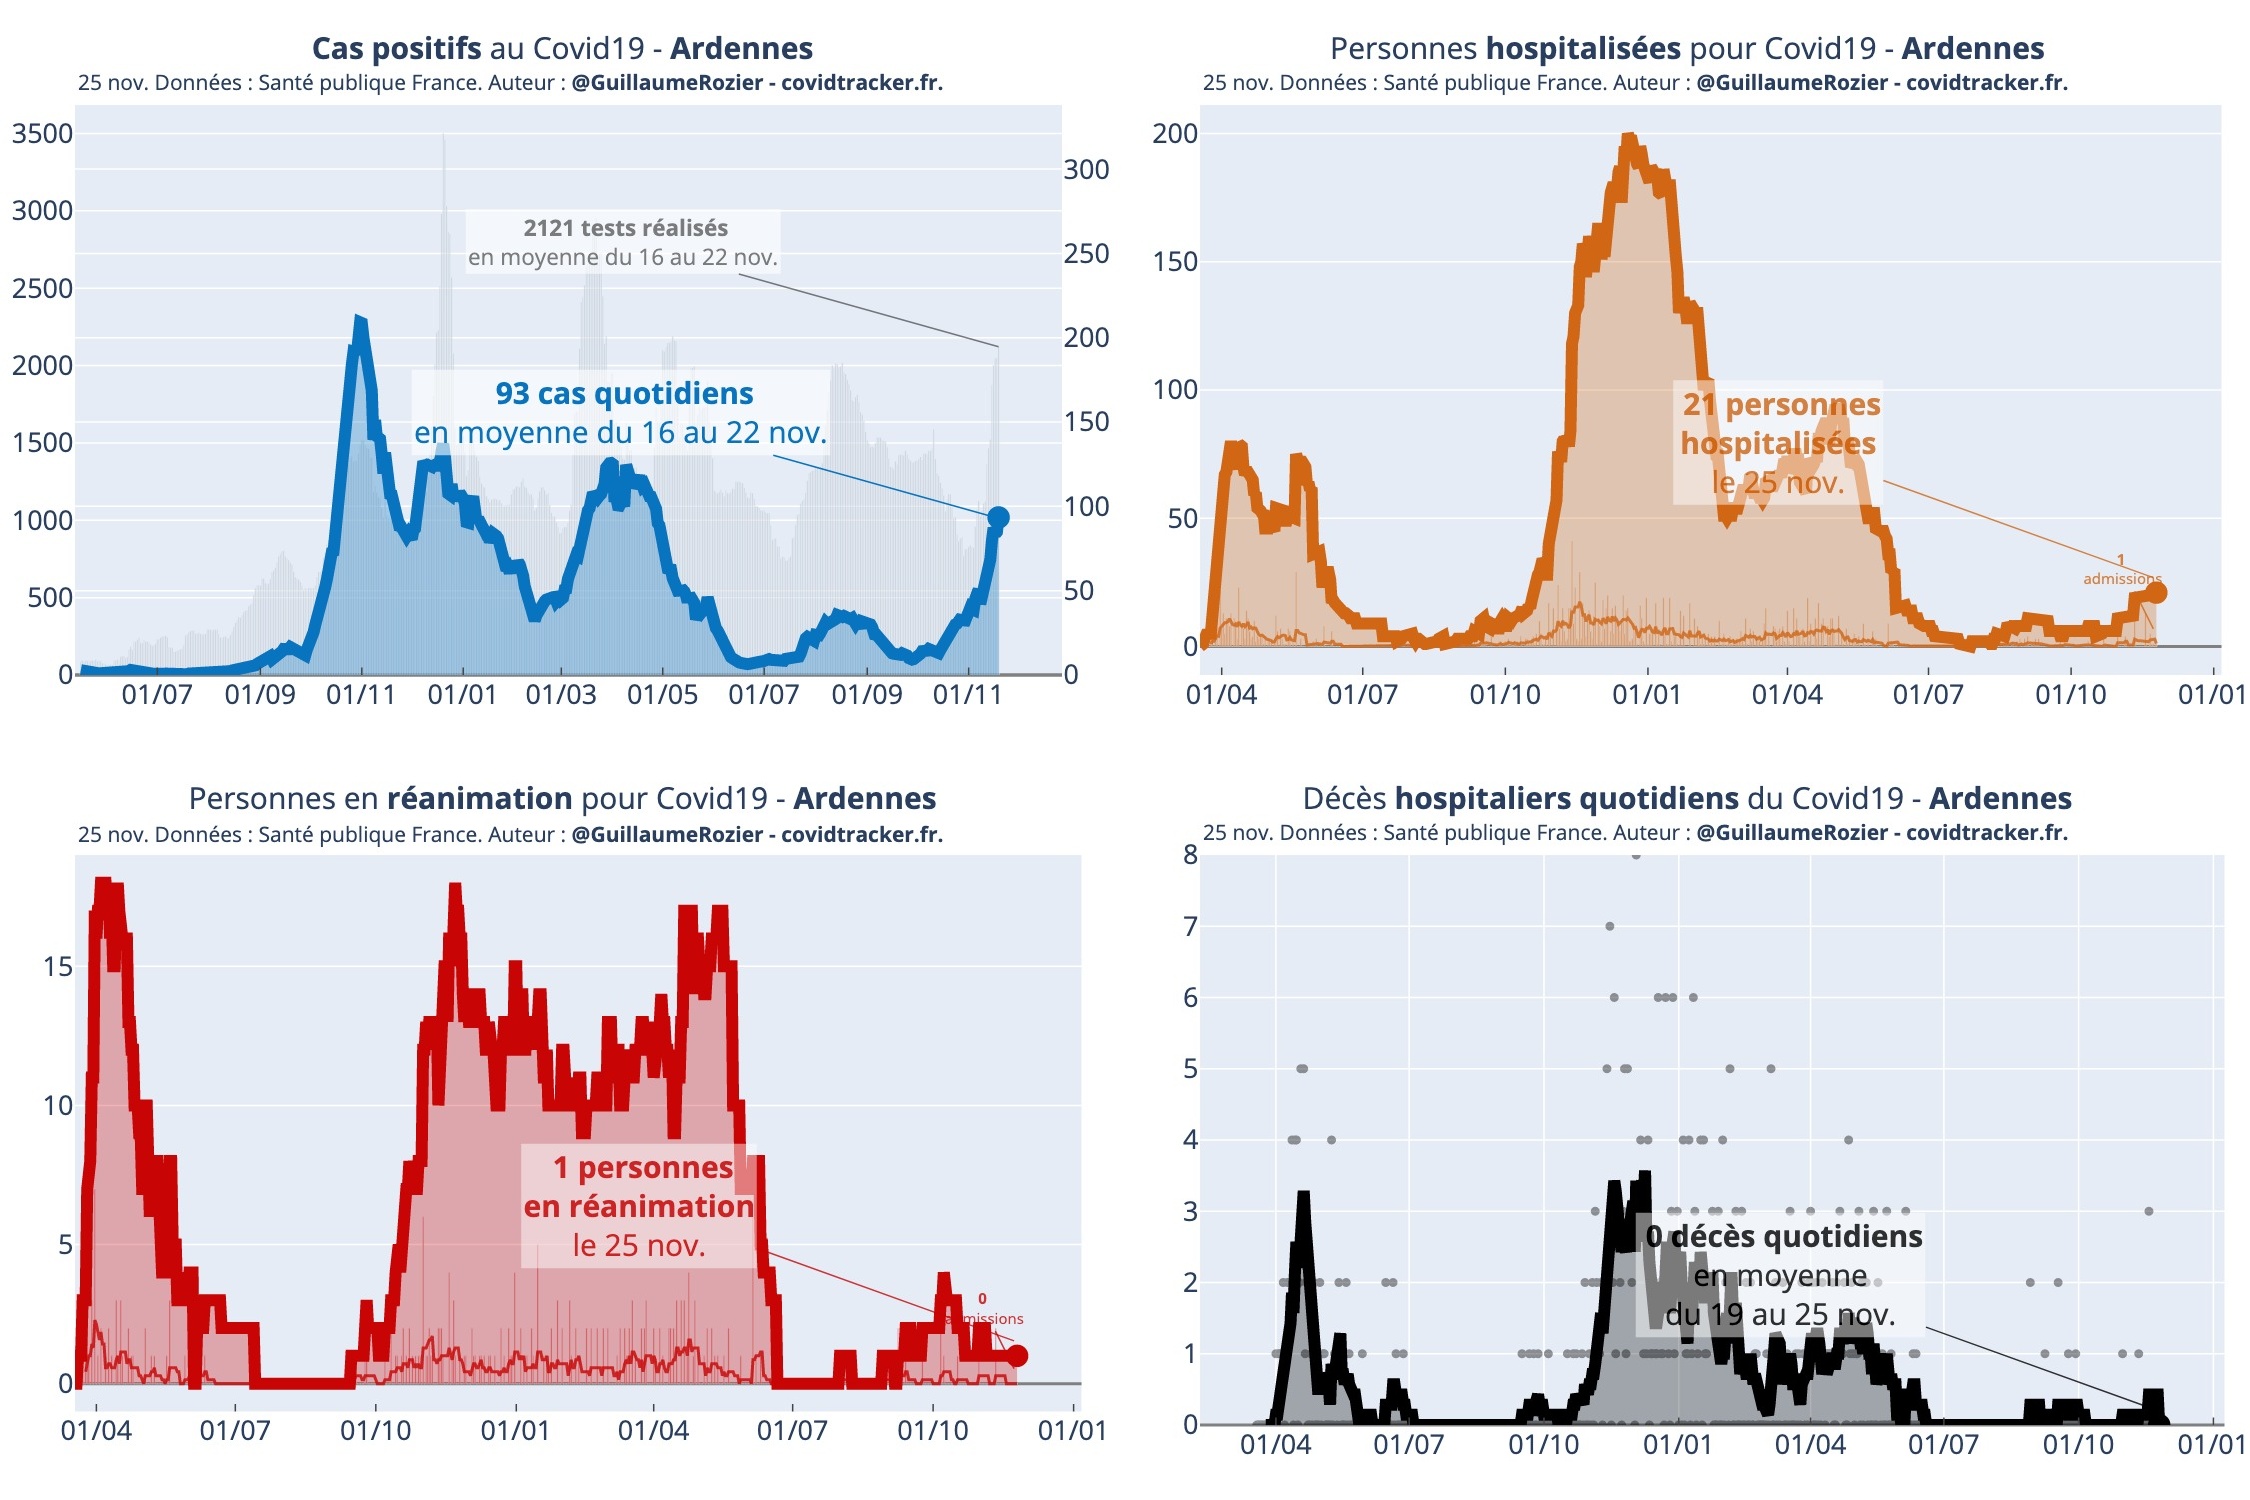 Cas positifs au Covid19 - Ardennes
25 nov. Données : Santé publique France. Auteur : @GuillaumeRozier - covidtracker.fr.
3500
3000
2500
2000
1500
1000
500
0
300
250
200
150
100
50
0
2121 tests réalisés
en moyenne du 16 au 22 nov.
93 cas quotidiens
en moyenne du 16 au 22 nov.
01/07 01/09 01/11 01/01 01/03 01/05 01/07 01/09 01/11
Personnes hospitalisées pour Covid19 - Ardennes
25 nov. Données : Santé publique France. Auteur : @GuillaumeRozier - covidtracker.fr.
200
150
100
50
0
21 personnes
hospitalisées
le 25 nov.
1
admissions
01/04 01/07 01/10 01/01 01/04 01/07 01/10 01/01
Personnes en réanimation pour Covid19 - Ardennes
25 nov. Données : Santé publique France. Auteur : @GuillaumeRozier - covidtracker.fr.
15
10
5
0
1 personnes
en réanimation
le 25 nov.
0
admissions
01/04 01/07 01/10 01/01 01/04 01/07 01/10 01/01
Décès hospitaliers quotidiens du Covid19 - Ardennes
25 nov. Données : Santé publique France. Auteur : @GuillaumeRozier - covidtracker.fr.
8
7
6
5
4
3
2
1
0
0 décès quotidiens
en moyenne
du 19 au 25 nov.
01/04 01/07 01/10 01/01 01/04 01/07 01/10 01/01